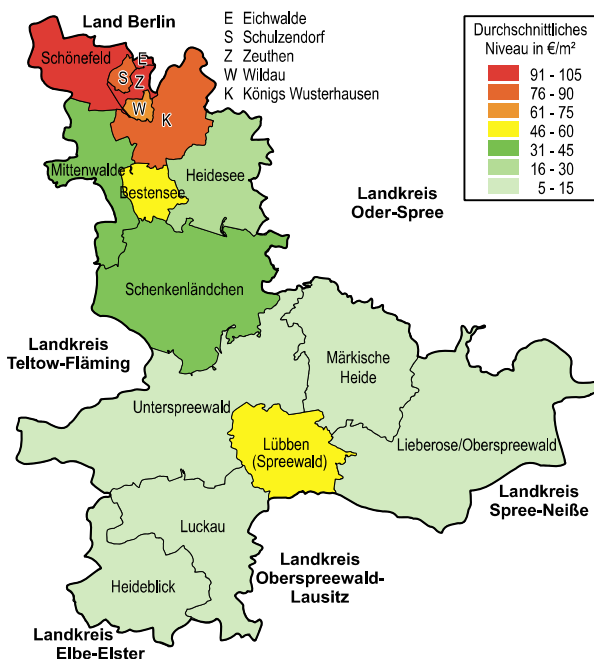 Land Berlin
E Eichwalde
S Schulzendorf
Z Zeuthen
W Wildau
K Königs Wusterhausen
Durchschnittliches
Niveau in €/m²
91 - 105
76 - 90
61 - 75
46 - 60
31 - 45
16 - 30
5 - 15
Schönefeld
E
S
Z
W
K
Mittenwalde
Bestensee
Heidesee
Landkreis
Oder-Spree
Schenkenländchen
Landkreis
Teltow-Fläming
Märkische
Heide
Unterspreewald
Lübben
(Spreewald)
Lieberose/Oberspreewald
Landkreis
Spree-Neiße
Luckau
Heideblick
Landkreis
Oberspreewald-
Lausitz
Landkreis
Elbe-Elster